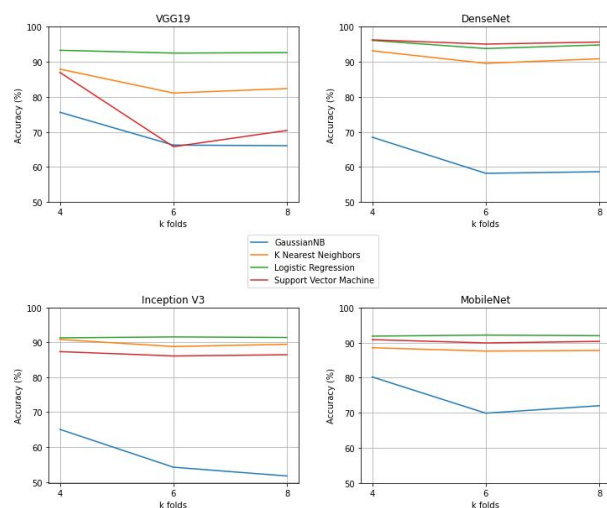 VGG19
Accuracy (%)
100
90
80
70
60
50
4 6 8
k folds
DenseNet
Accuracy (%)
100
90
80
70
60
50
4 6 8
k folds
GaussianNB
K Nearest Neighbors
Logistic Regression
Support Vector Machine
Inception V3
Accuracy (%)
100
90
80
70
60
50
4 6 8
k folds
MobileNet
Accuracy (%)
100
90
80
70
60
50
4 6 8
k folds